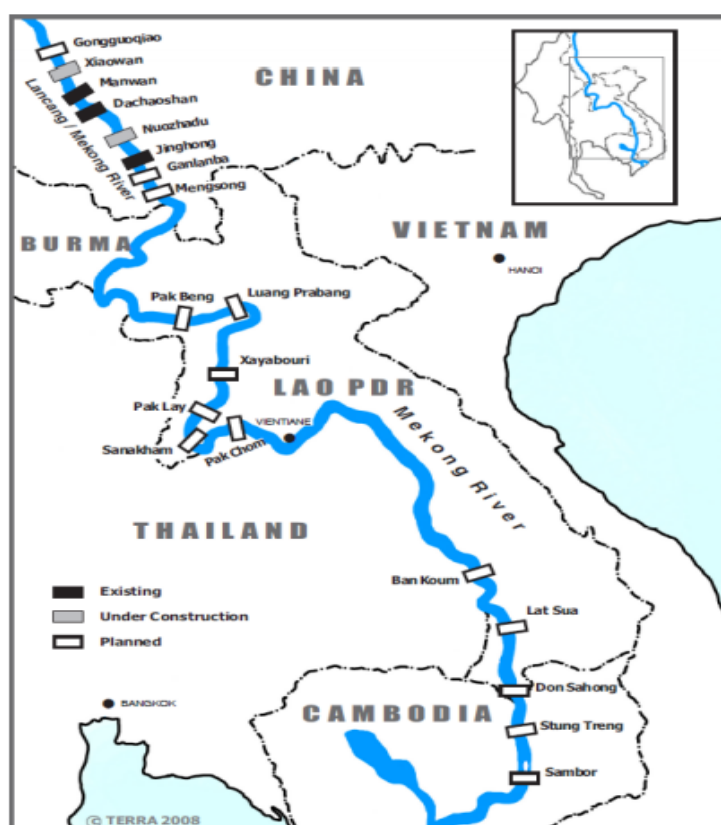 Gongguoqiao
Xiaowan
Manwan
Dachaoshan
Nuozhadu
Jinghong
Ganlanba
Mengsong
Lancang / Mekong River
CHINA
BURMA
VIETNAM
HANOI
Pak Beng
Luang Prabang
Xayabouri
LAO PDR
Pak Lay
VIENTIANE
Sanakham
Pak Chom
Mekong River
THAILAND
Ban Koum
Lat Sua
Existing
Under Construction
Planned
Don Sahong
BANGKOK
CAMBODIA
Stung Treng
Sambor
© TERRA 2008